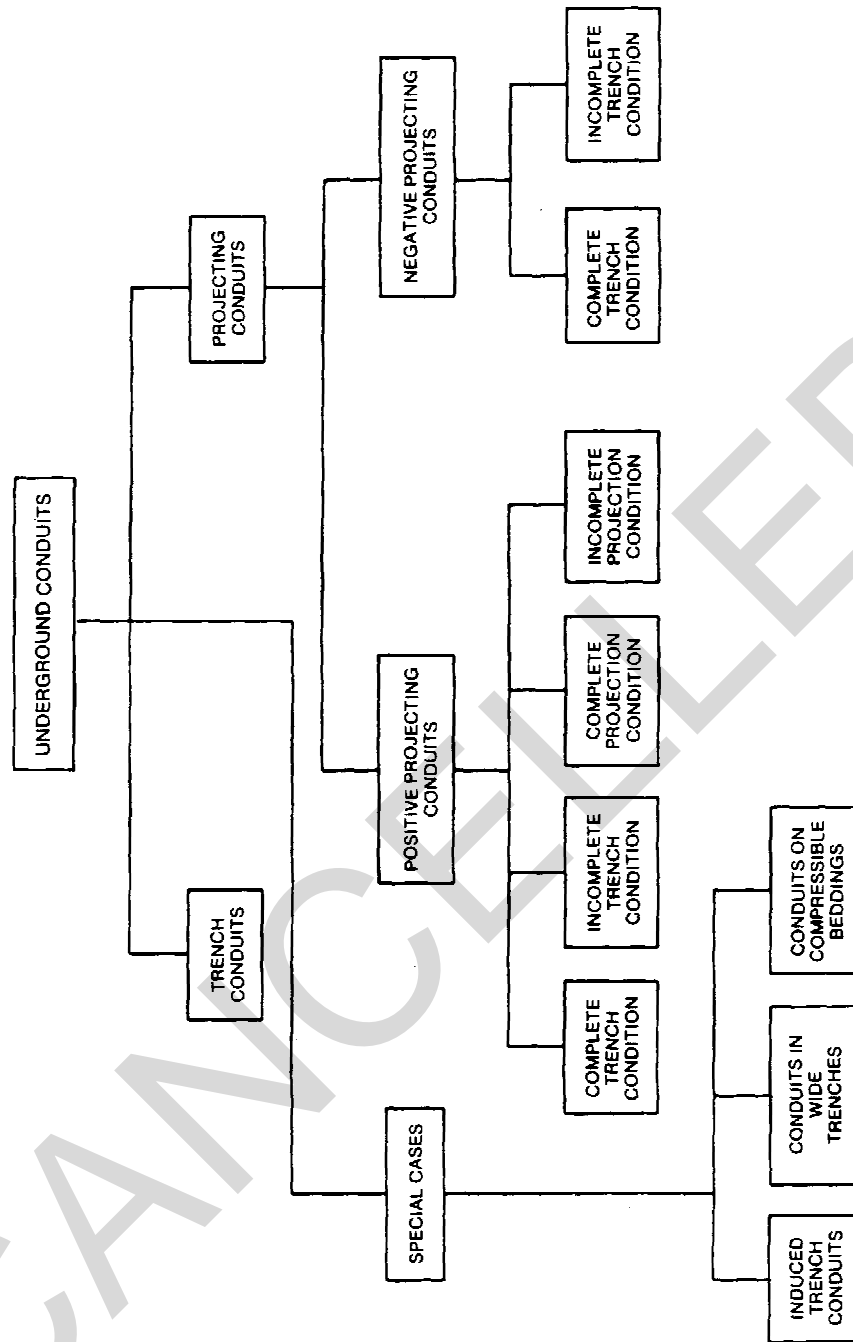 UNDERGROUND CONDUITS
TRENCH
CONDUITS
PROJECTING
CONDUITS
SPECIAL CASES
POSITIVE PROJECTING
CONDUITS
NEGATIVE PROJECTING
CONDUITS
COMPLETE
TRENCH
CONDITION
INCOMPLETE
TRENCH
CONDITION
COMPLETE
PROJECTION
CONDITION
INCOMPLETE
PROJECTION
CONDITION
COMPLETE
TRENCH
CONDITION
INCOMPLETE
TRENCH
CONDITION
INDUCED
TRENCH
CONDUITS
CONDUITS IN
WIDE
TRENCHES
CONDUITS ON
COMPRESSIBLE
BEDDINGS
CANCELLED